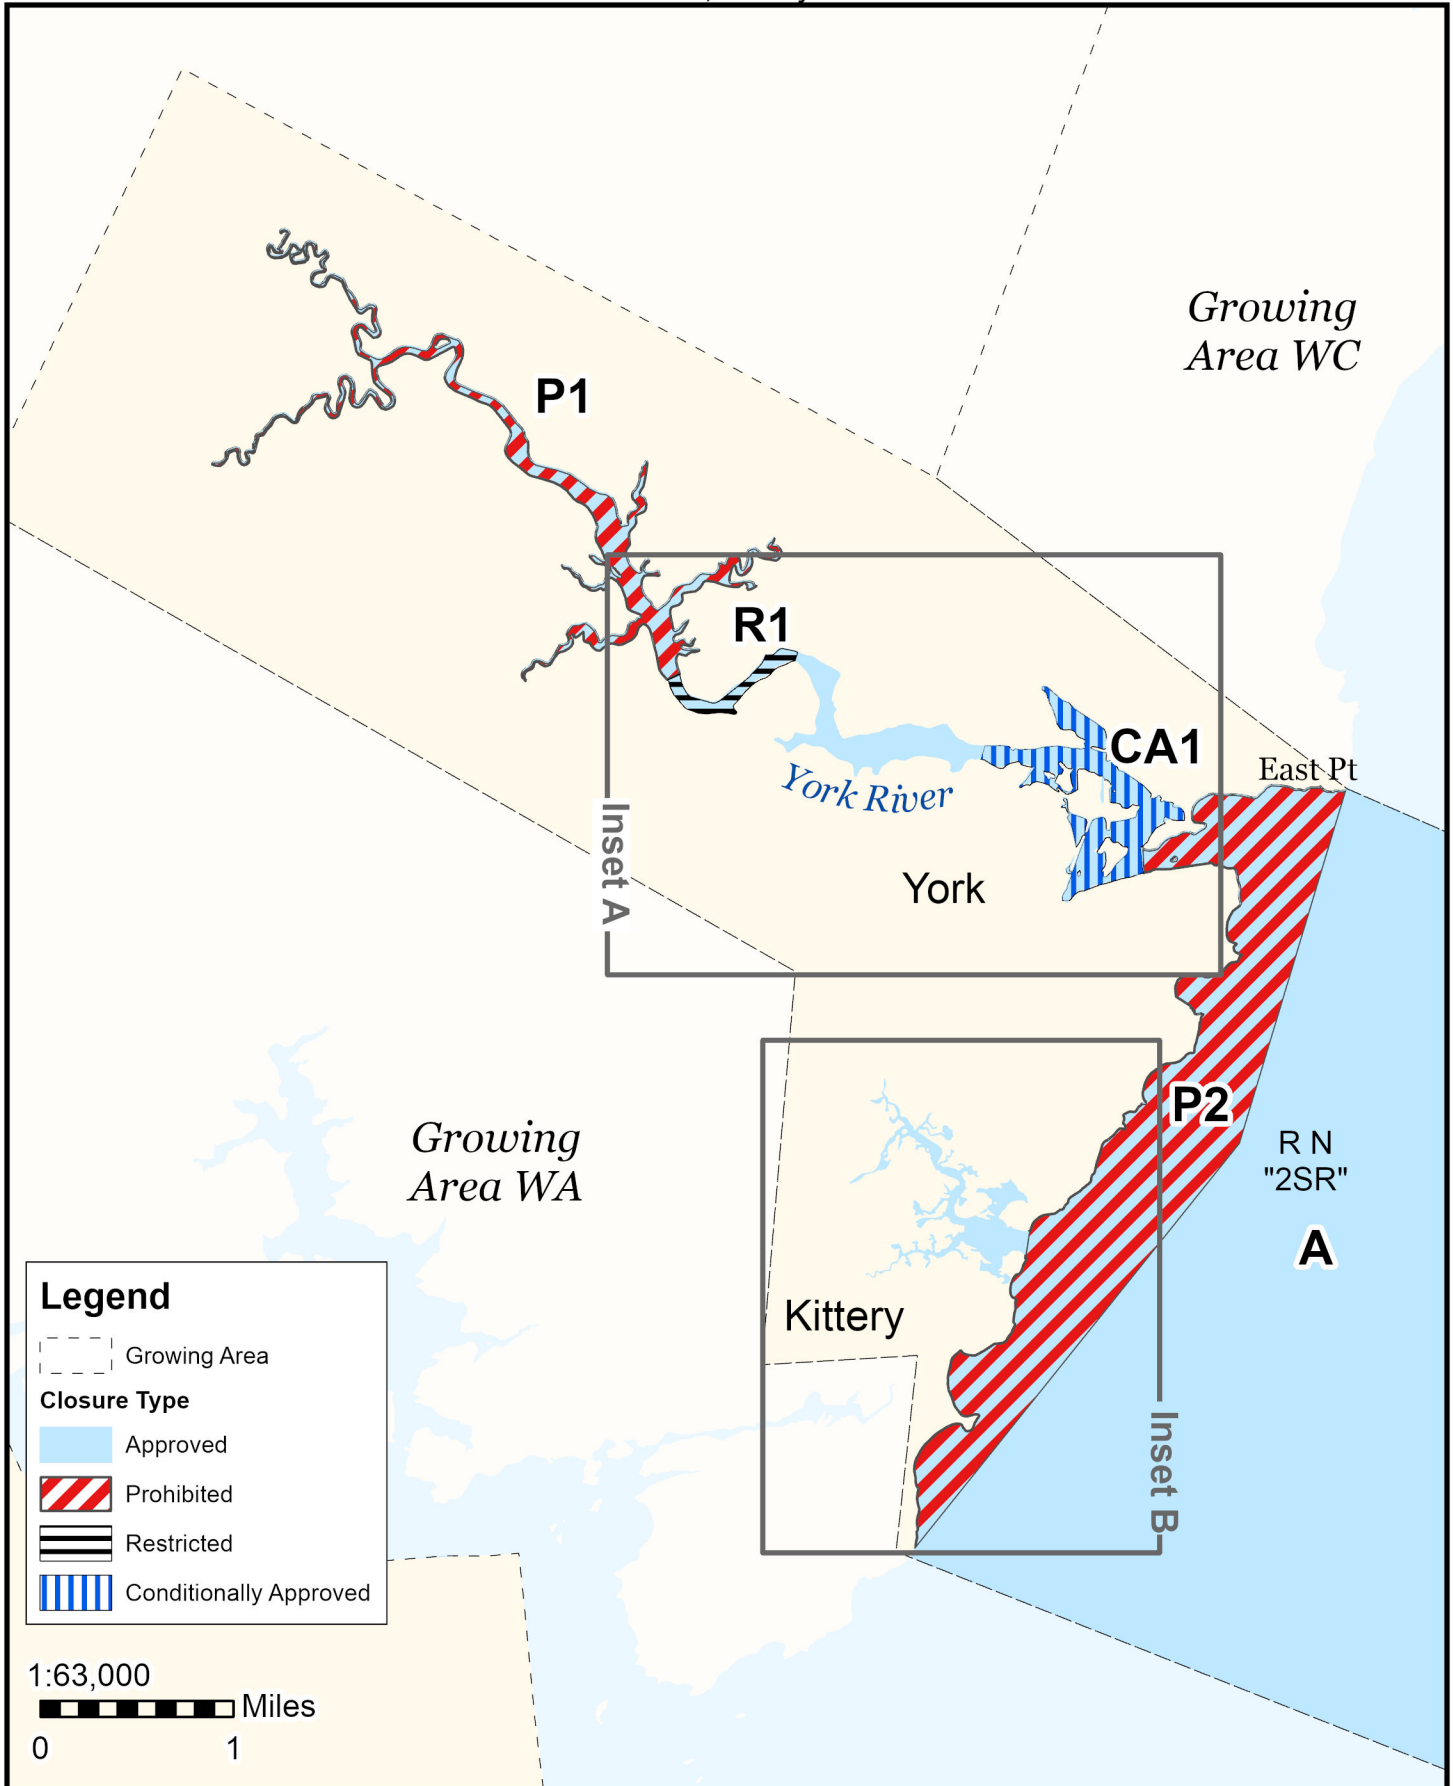 Growing
Area WC
P1
R1
CA1
East Pt
York River
Inset A
York
P2
R N
"2SR"
A
Growing
Area WA
Kittery
Inset B
Legend
Growing Area
Closure Type
Approved
Prohibited
Restricted
Conditionally Approved
1:63,000
Miles
0 1